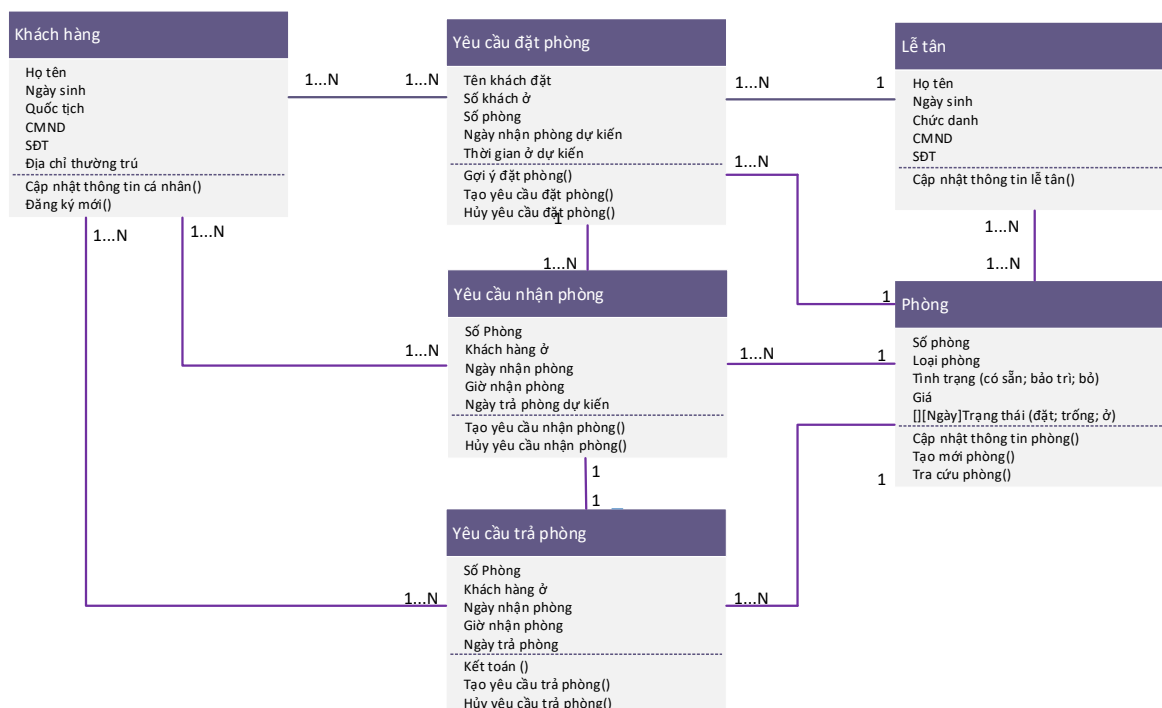 Khách hàng
Họ tên
Ngày sinh
Quốc tịch
CMND
SĐT
Địa chỉ thường trú
Cập nhật thông tin cá nhân()
Đăng ký mới()
1...N
1...N
Yêu cầu đặt phòng
Tên khách đặt
Số khách ở
Số phòng
Ngày nhận phòng dự kiến
Thời gian ở dự kiến
Gợi ý đặt phòng()
Tạo yêu cầu đặt phòng()
Hủy yêu cầu đặt phòng()
1...N
1
Lễ tân
Họ tên
Ngày sinh
Chức danh
CMND
SĐT
Cập nhật thông tin lễ tân()
1...N
1
1...N
1...N
1...N
1...N
1...N
1
Yêu cầu nhận phòng
Số Phòng
Khách hàng ở
Ngày nhận phòng
Giờ nhận phòng
Ngày trả phòng dự kiến
Tạo yêu cầu nhận phòng()
Hủy yêu cầu nhận phòng()
1...N
1...N
1
Phòng
Số phòng
Loại phòng
Tình trạng (có sẵn; bảo trì; bỏ)
Giá
[][Ngày]Trạng thái (đặt; trống; ở)
Cập nhật thông tin phòng()
Tạo mới phòng()
Tra cứu phòng()
1
1
1
Yêu cầu trả phòng
Số Phòng
Khách hàng ở
Ngày nhận phòng
Giờ nhận phòng
Ngày trả phòng
Kết toán ()
Tạo yêu cầu trả phòng()
Hủy yêu cầu trả phòng()
1...N
1...N